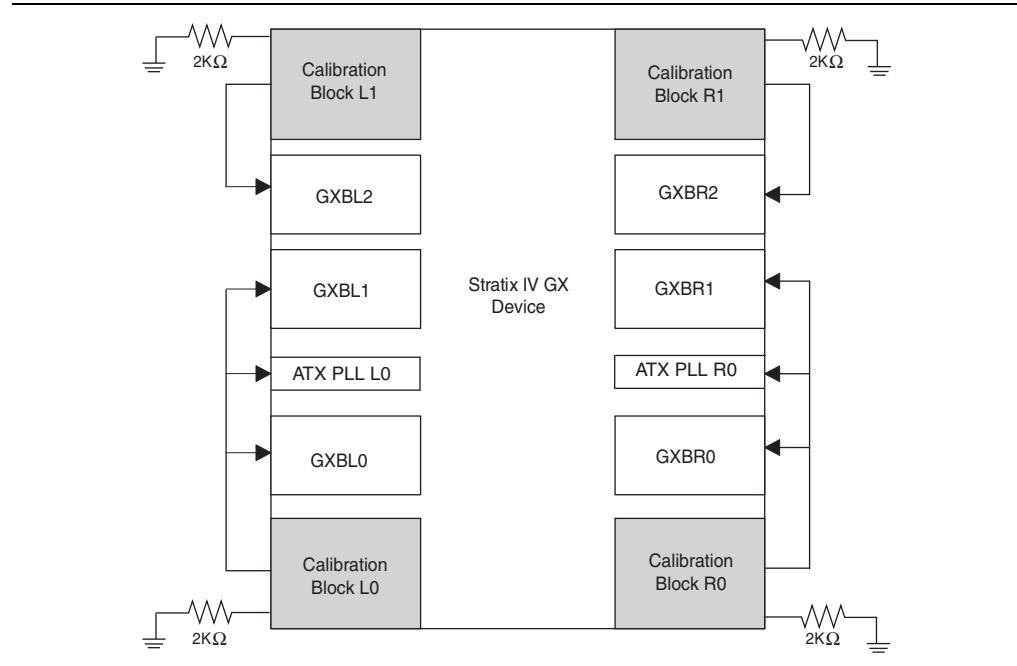 2KΩ
Calibration
Block L1
Calibration
Block R1
2KΩ
GXBL2
GXBR2
GXBL1
Stratix IV GX
Device
GXBR1
ATX PLL L0
ATX PLL R0
GXBL0
GXBR0
Calibration
Block L0
Calibration
Block R0
2KΩ
2KΩ